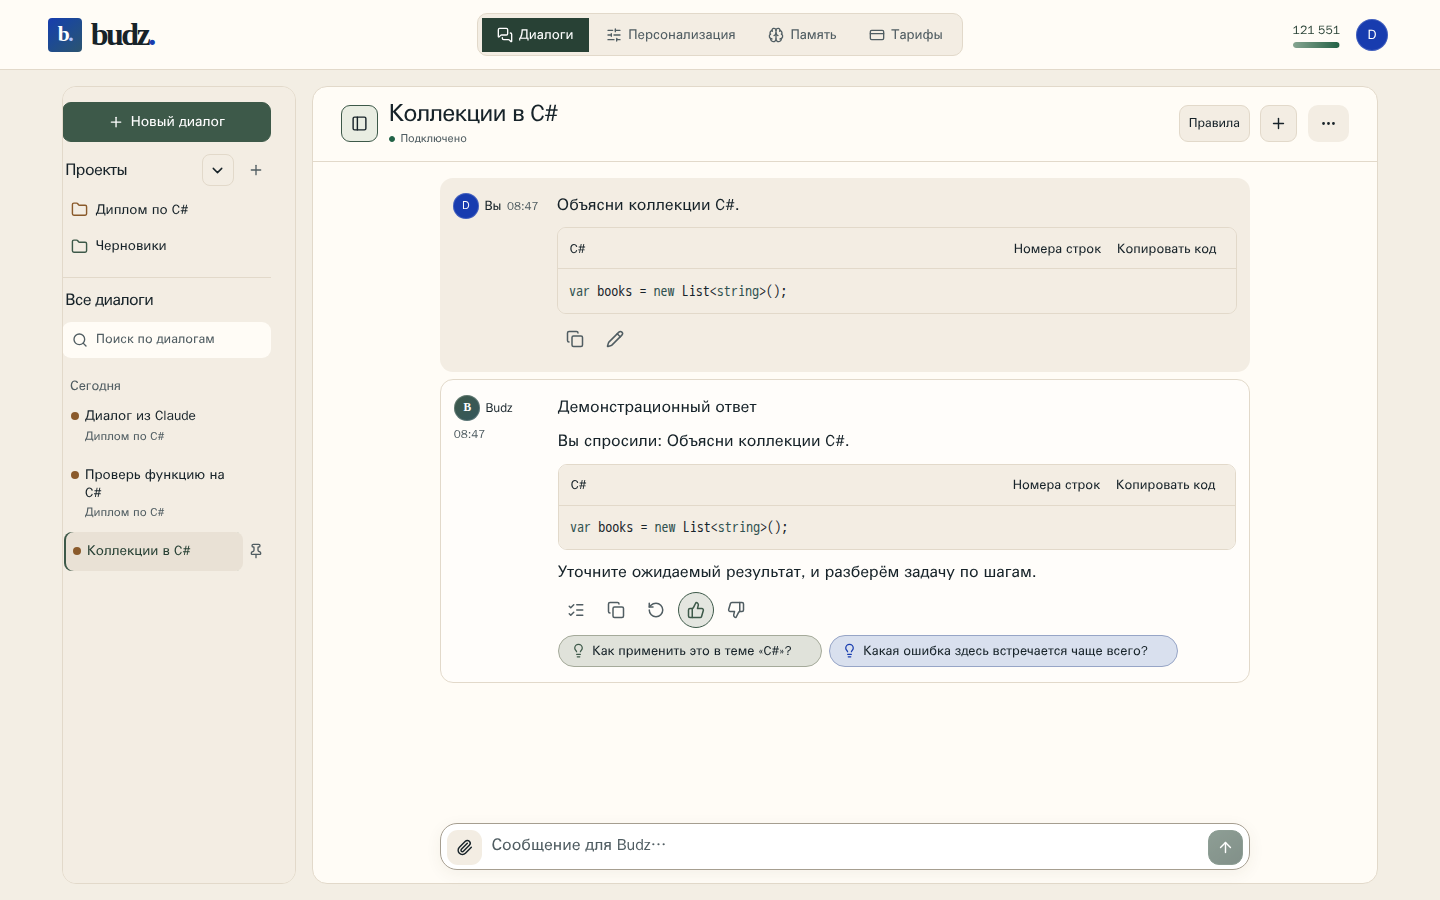 b. budz.
Диалоги
Персонализация
Память
Тарифы
121 551
D
Новый диалог
Проекты
Диплом по C#
Черновики
Все диалоги
Поиск по диалогам
Сегодня
Диалог из Claude
Диплом по C#
Проверь функцию на
C#
Диплом по C#
Коллекции в C#
Коллекции в C#
Подключено
Правила
D Вы 08:47
Объясни коллекции C#.
C#
Номера строк
Копировать код
var books = new List<string>();
B Budz
08:47
Демонстрационный ответ
Вы спросили: Объясни коллекции C#.
C#
Номера строк
Копировать код
var books = new List<string>();
Уточните ожидаемый результат, и разберём задачу по шагам.
Как применить это в теме «C#»?
Какая ошибка здесь встречается чаще всего?
Сообщение для Budz…